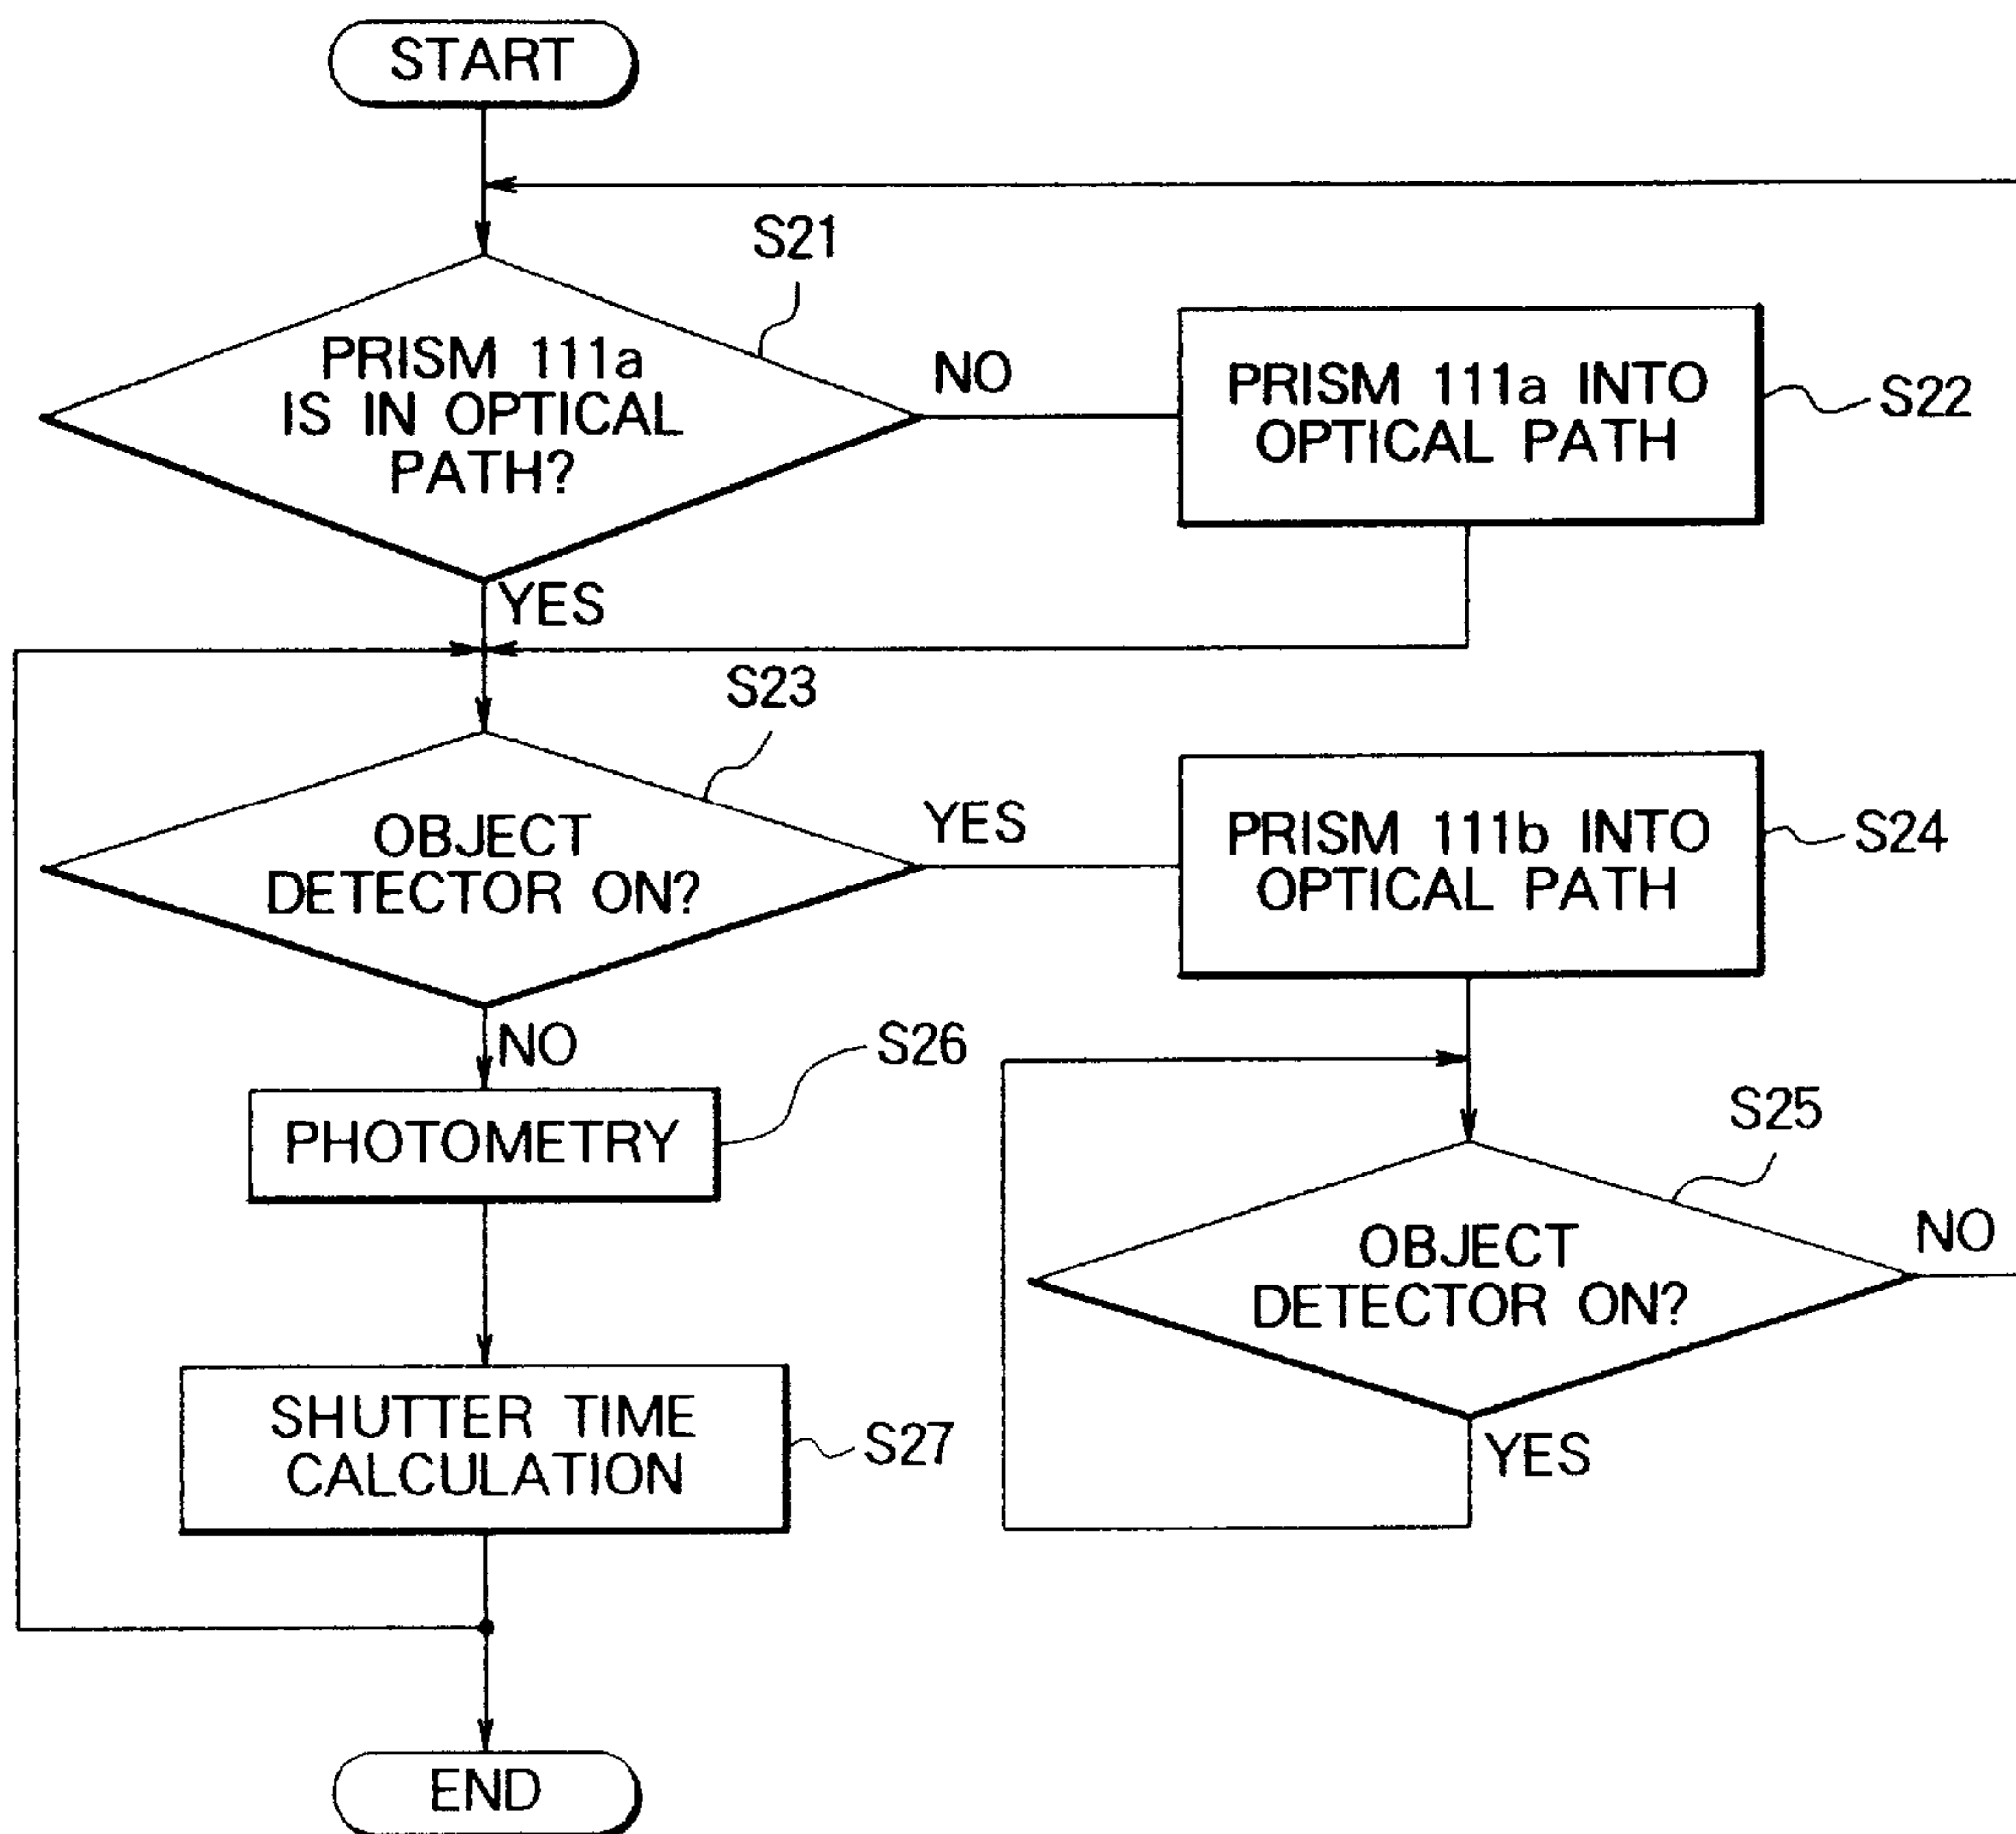 START
S21
PRISM 111a
IS IN OPTICAL
PATH?
NO
PRISM 111a INTO
OPTICAL PATH
S22
YES
S23
OBJECT
DETECTOR ON?
YES
PRISM 111b INTO
OPTICAL PATH
S24
NO
S26
PHOTOMETRY
S25
OBJECT
DETECTOR ON?
NO
YES
SHUTTER TIME
CALCULATION
S27
END